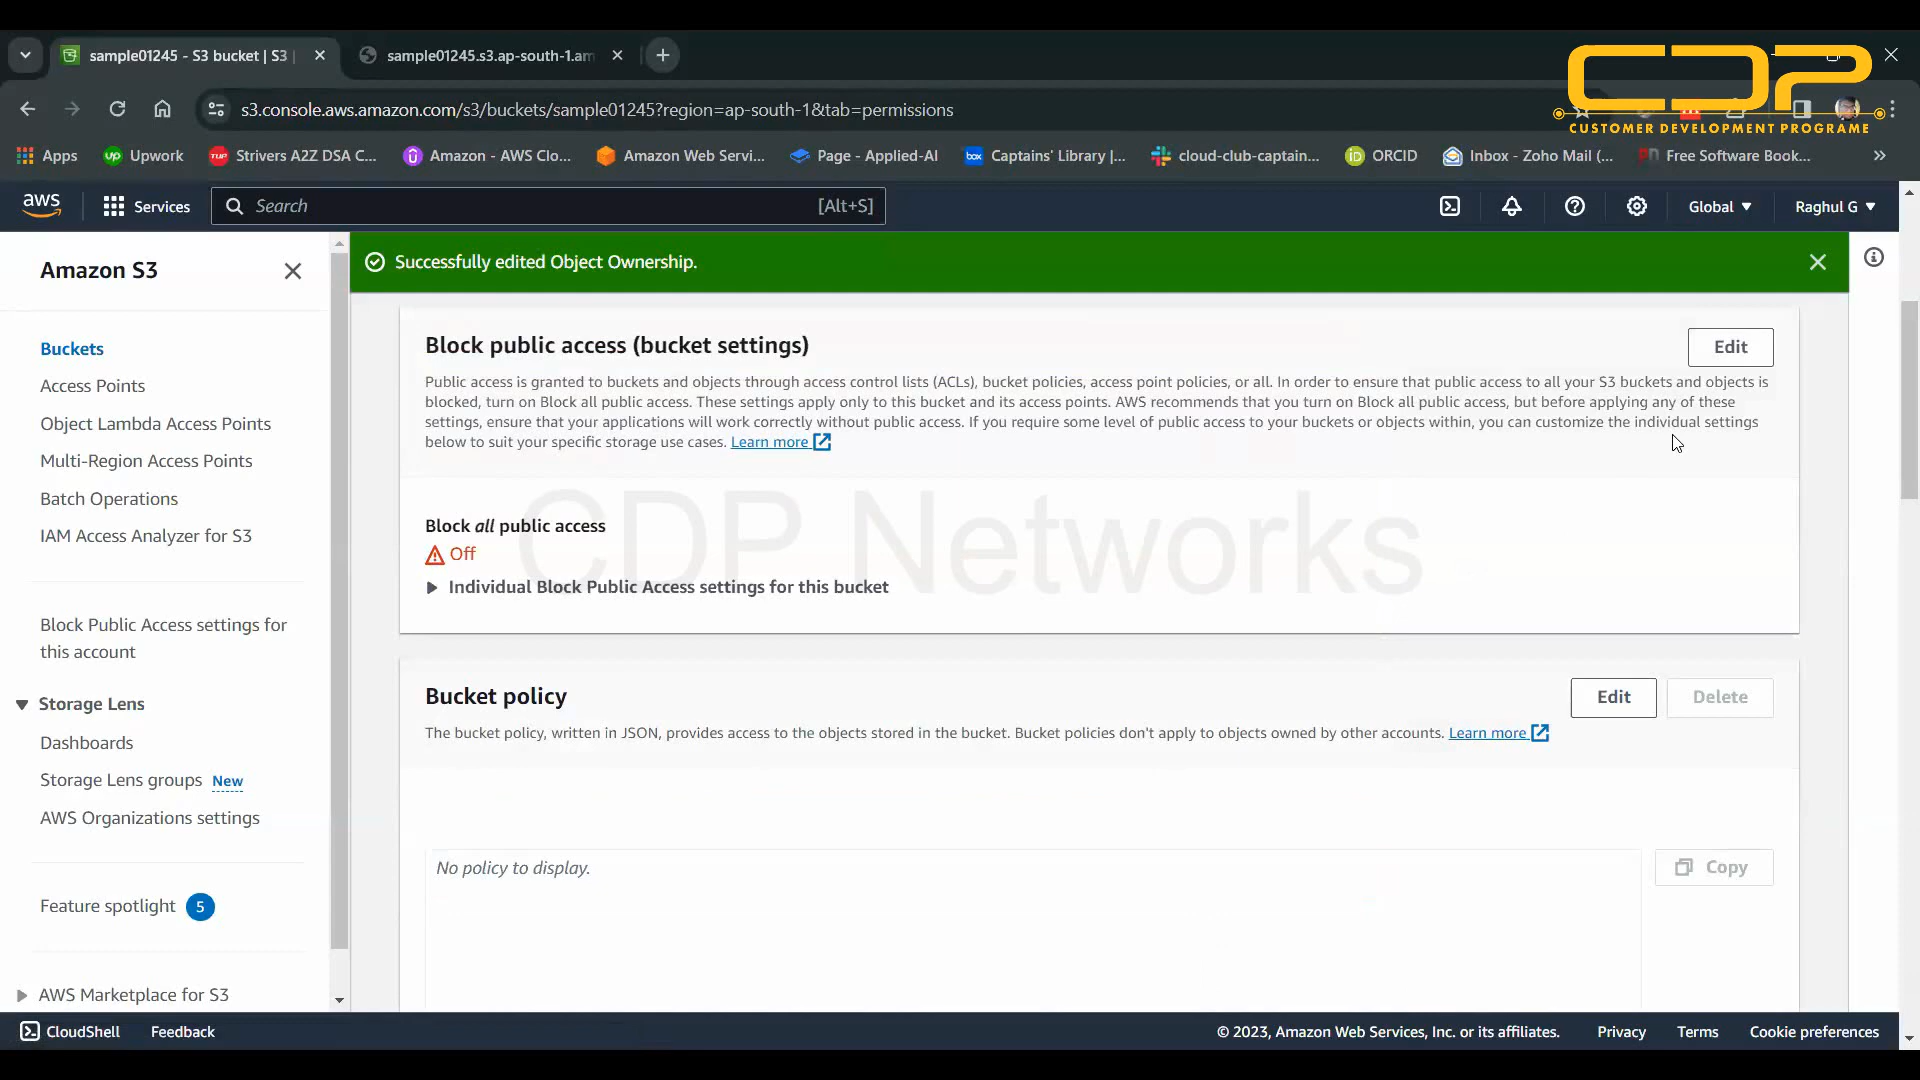 sample01245 - S3 bucket | S3 |
sample01245.s3.ap-south-1.am
CDP
CUSTOMER DEVELOPMENT PROGRAME
s3.console.aws.amazon.com/s3/buckets/sample01245?region=ap-south-1&tab=permissions
Apps
Upwork
Strivers A2Z DSA C...
Amazon - AWS Clo...
Amazon Web Servi...
Page - Applied-AI
Captains' Library |...
cloud-club-captain...
ORCID
Inbox - Zoho Mail (...
Free Software Book...
aws
Services
Search
[Alt+S]
Global
Raghul G
Amazon S3
Buckets
Access Points
Object Lambda Access Points
Multi-Region Access Points
Batch Operations
IAM Access Analyzer for S3
Block Public Access settings for
this account
Storage Lens
Dashboards
Storage Lens groups New
AWS Organizations settings
Feature spotlight 5
AWS Marketplace for S3
Successfully edited Object Ownership.
Block public access (bucket settings)
Edit
Public access is granted to buckets and objects through access control lists (ACLs), bucket policies, access point policies, or all. In order to ensure that public access to all your S3 buckets and objects is
blocked, turn on Block all public access. These settings apply only to this bucket and its access points. AWS recommends that you turn on Block all public access, but before applying any of these
settings, ensure that your applications will work correctly without public access. If you require some level of public access to your buckets or objects within, you can customize the individual settings
below to suit your specific storage use cases. Learn more
Block all public access
Off
Individual Block Public Access settings for this bucket
CDP Networks
Bucket policy
Edit
Delete
The bucket policy, written in JSON, provides access to the objects stored in the bucket. Bucket policies don't apply to objects owned by other accounts. Learn more
No policy to display.
Copy
CloudShell
Feedback
© 2023, Amazon Web Services, Inc. or its affiliates.
Privacy
Terms
Cookie preferences